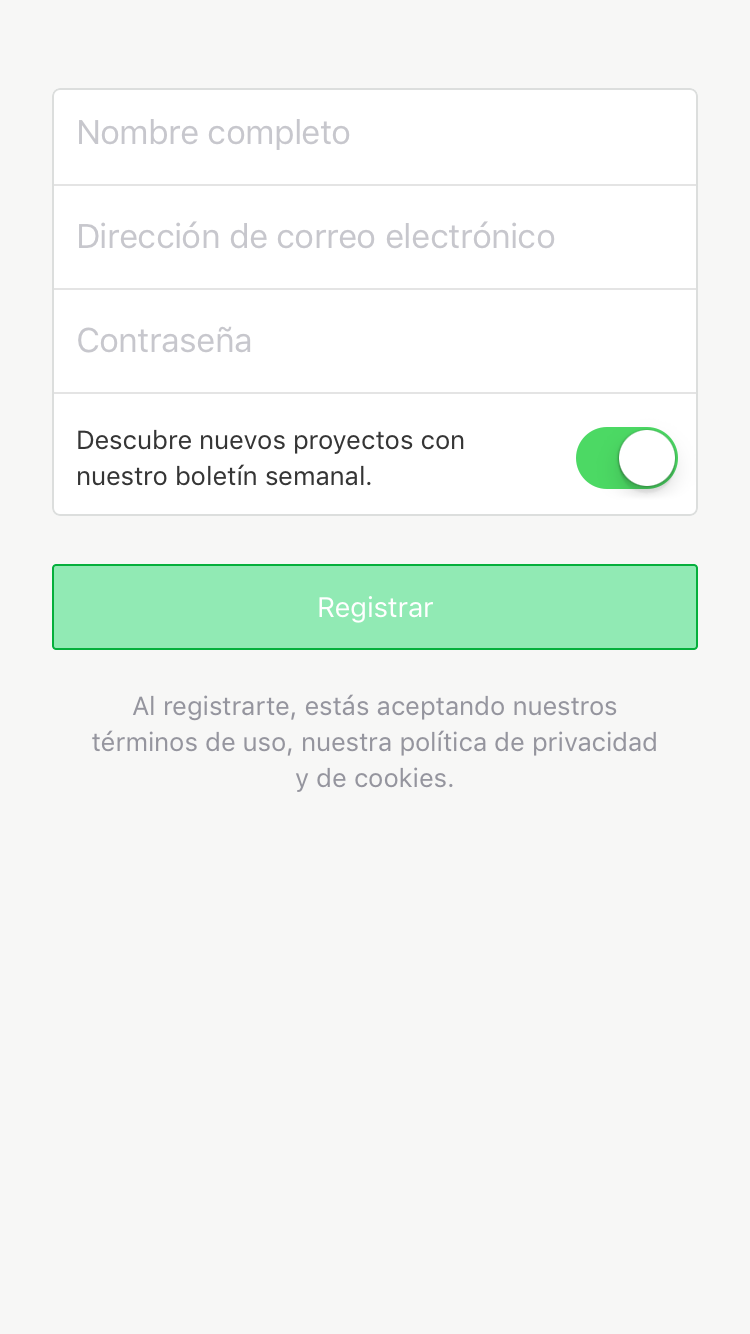 Nombre completo
Dirección de correo electrónico
Contraseña
Descubre nuevos proyectos con
nuestro boletín semanal.
Registrar
Al registrarte, estás aceptando nuestros
términos de uso, nuestra política de privacidad
y de cookies.